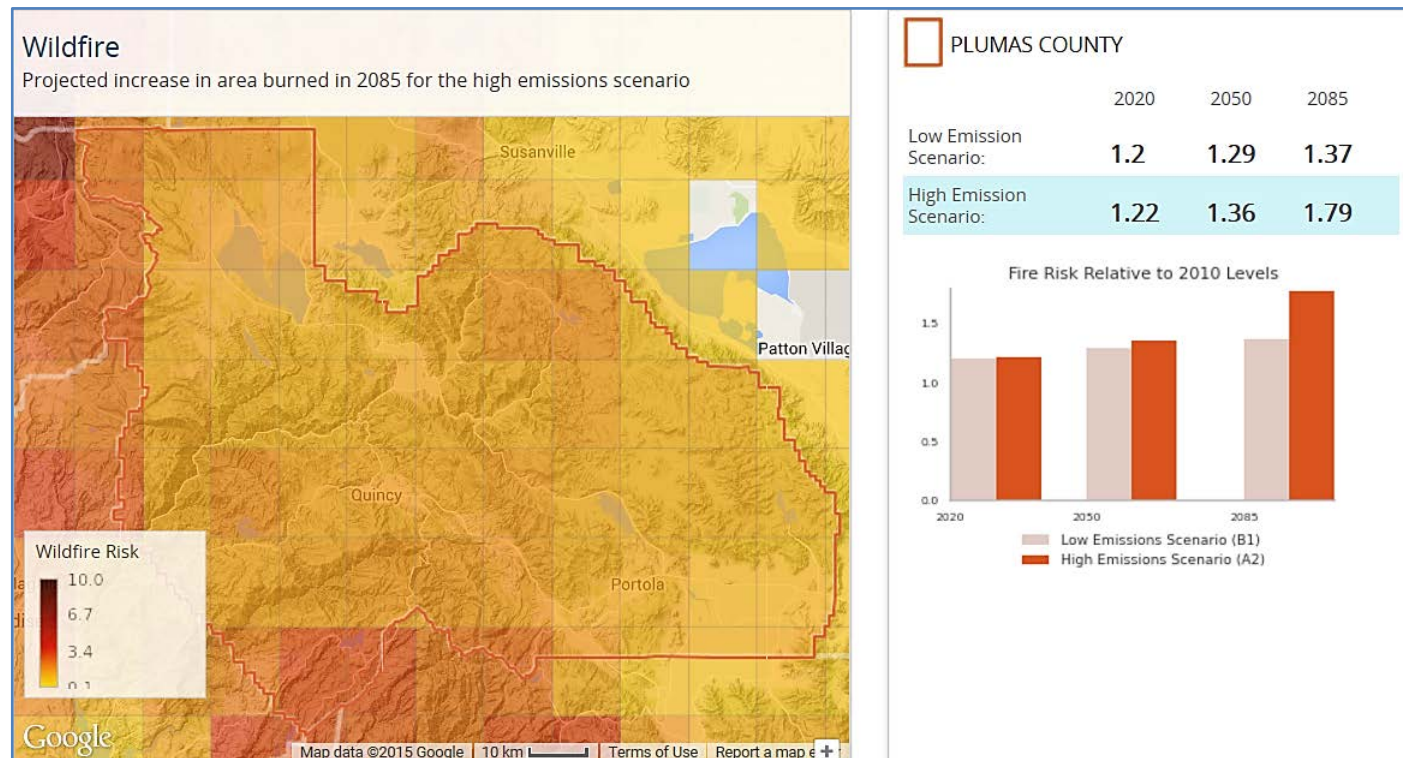 Wildfire
Projected increase in area burned in 2085 for the high emissions scenario
Susanville
Patton Villag
Quincy
Portola
Wildfire Risk
10.0
6.7
3.4
0.1
Google
Map data ©2015 Google
10 km
Terms of Use
Report a map e
+
PLUMAS COUNTY
2020 2050 2085
Low Emission
Scenario: 1.2 1.29 1.37
High Emission
Scenario: 1.22 1.36 1.79
Fire Risk Relative to 2010 Levels
1.5
1.0
0.5
0.0
2020 2050 2085
Low Emissions Scenario (B1)
High Emissions Scenario (A2)